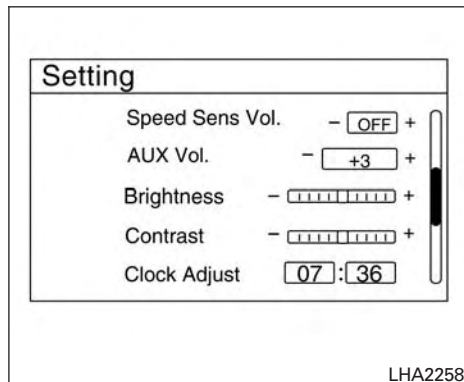 Setting
Speed Sens Vol. – OFF +
AUX Vol. – +3 +
Brightness – +
Contrast – +
Clock Adjust 07 : 36
LHA2258